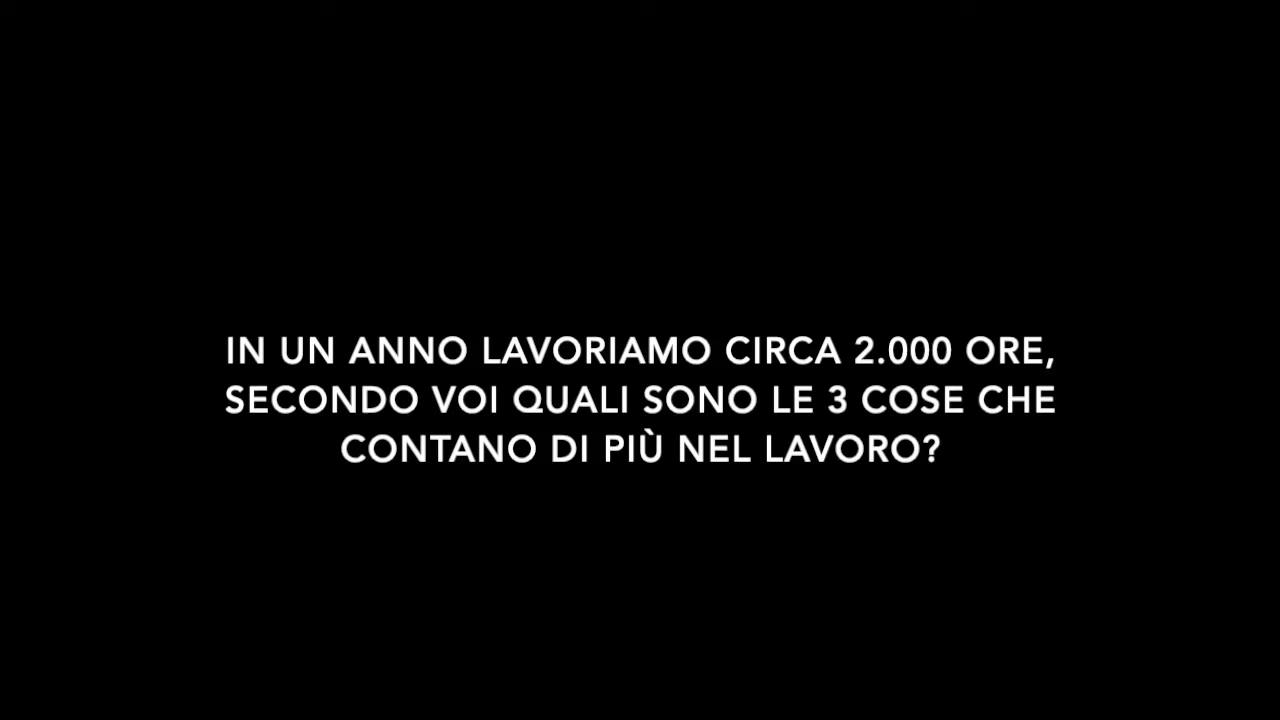 IN UN ANNO LAVORIAMO CIRCA 2.000 ORE,
SECONDO VOI QUALI SONO LE 3 COSE CHE
CONTANO DI PIÙ NEL LAVORO?